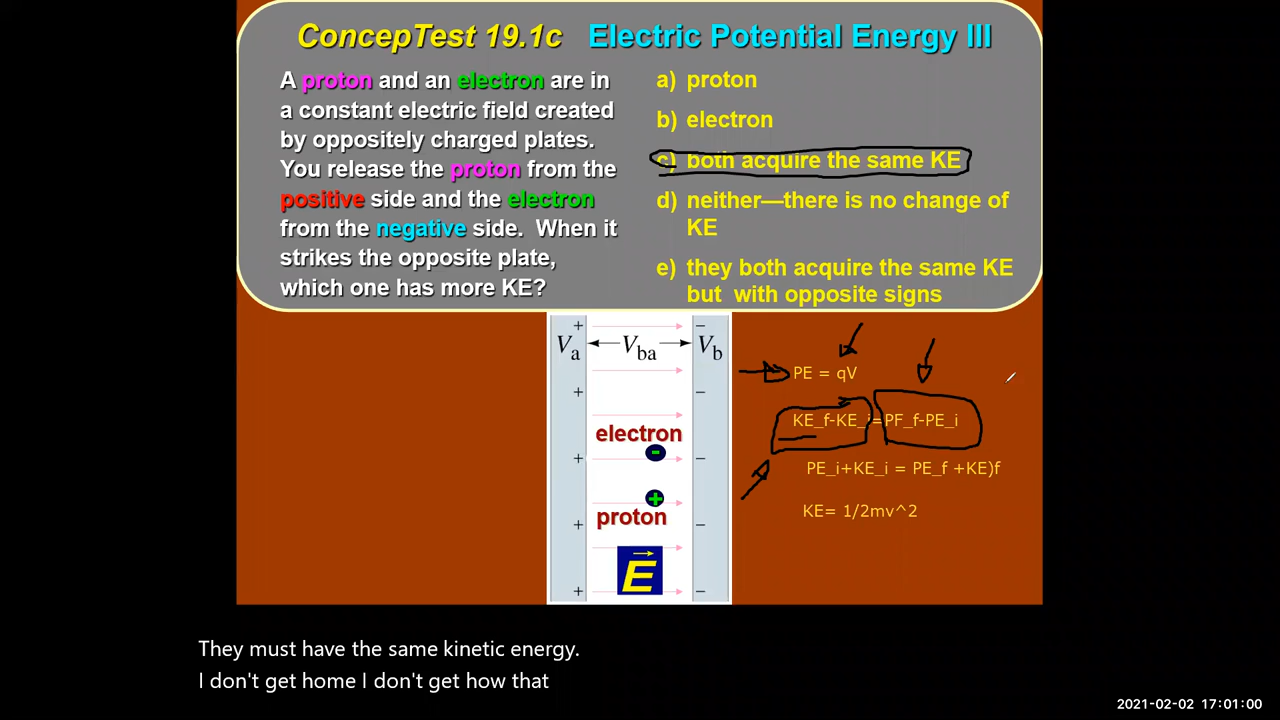 ConcepTest 19.1c Electric Potential Energy III
A proton and an electron are in
a constant electric field created
by oppositely charged plates.
You release the proton from the
positive side and the electron
from the negative side. When it
strikes the opposite plate,
which one has more KE?
a) proton
b) electron
c) both acquire the same KE
d) neither—there is no change of
KE
e) they both acquire the same KE
but with opposite signs
Va Vba Vb
electron
-
+
proton
E
PE = qV
KE_f-KE_i=PF_f-PE_i
PE_i+KE_i = PE_f +KE)f
KE= 1/2mv^2
They must have the same kinetic energy.
I don't get home I don't get how that
2021-02-02 17:01:00